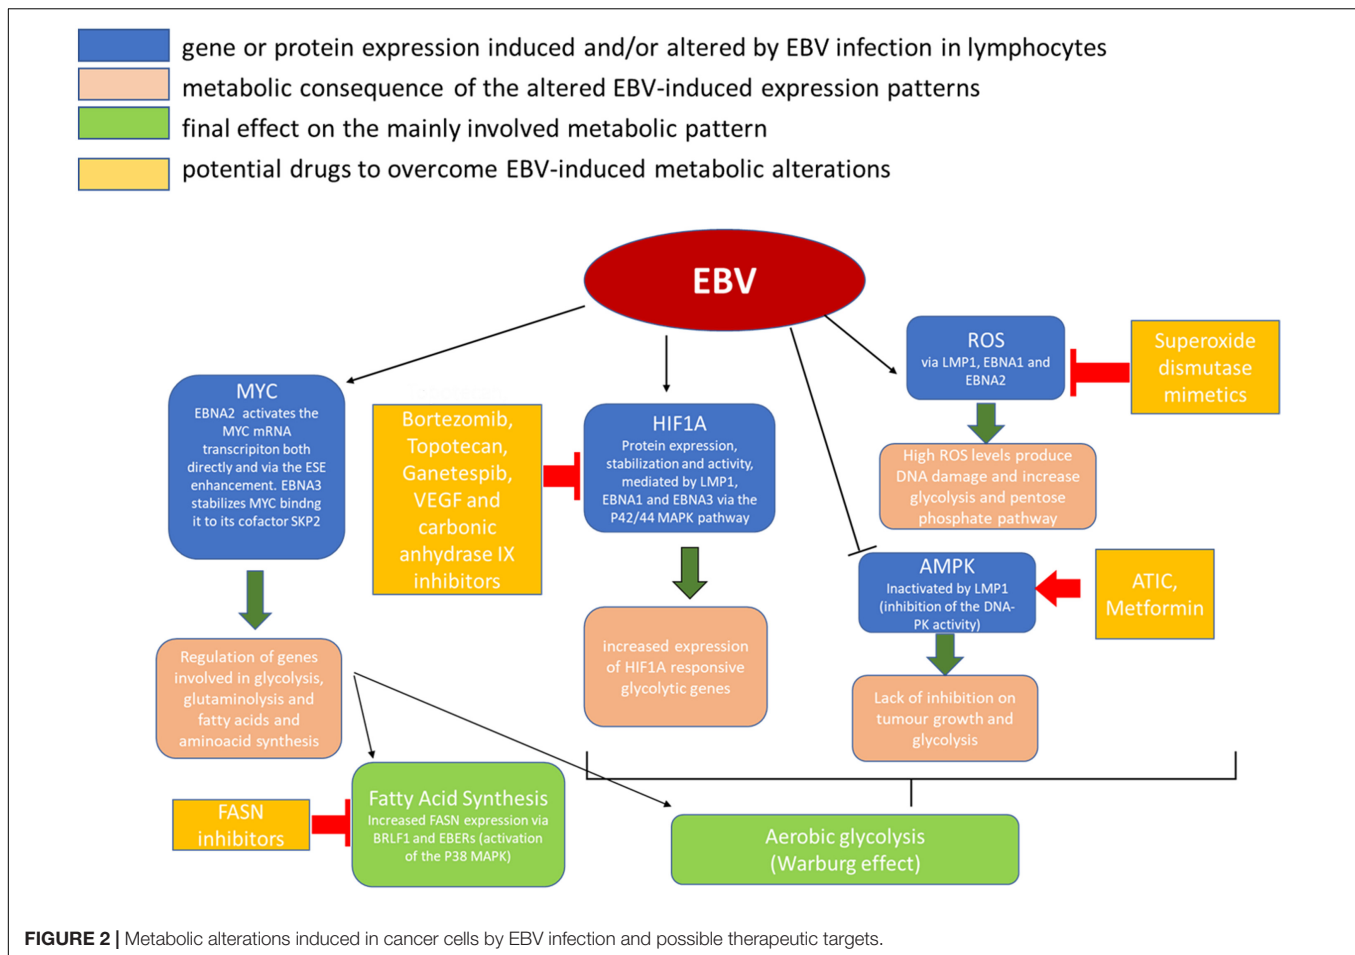 gene or protein expression induced and/or altered by EBV infection in lymphocytes
metabolic consequence of the altered EBV-induced expression patterns
final effect on the mainly involved metabolic pattern
potential drugs to overcome EBV-induced metabolic alterations
EBV
MYC
EBNA2 activates the
MYC mRNA
transcripiton both
directly and via the ESE
enhancement. EBNA3
stabilizes MYC bindng
it to its cofactor SKP2
Bortezomib,
Topotecan,
Ganetespib,
VEGF and
carbonic
anhydrase IX
inhibitors
HIF1A
Protein expression,
stabilization and activity,
mediated by LMP1,
EBNA1 and EBNA3 via the
P42/44 MAPK pathway
ROS
via LMP1, EBNA1 and
EBNA2
Superoxide
dismutase
mimetics
High ROS levels produce
DNA damage and increase
glycolysis and pentose
phosphate pathway
AMPK
Inactivated by LMP1
(inhibition of the DNA-
PK activity)
ATIC,
Metformin
Regulation of genes
involved in glycolysis,
glutaminolysis and
fatty acids and
aminoacid synthesis
increased expression
of HIF1A responsive
glycolytic genes
Lack of inhibition on
tumour growth and
glycolysis
FASN
inhibitors
Fatty Acid Synthesis
Increased FASN expression via
BRLF1 and EBERs (activation
of the P38 MAPK)
Aerobic glycolysis
(Warburg effect)
FIGURE 2 | Metabolic alterations induced in cancer cells by EBV infection and possible therapeutic targets.